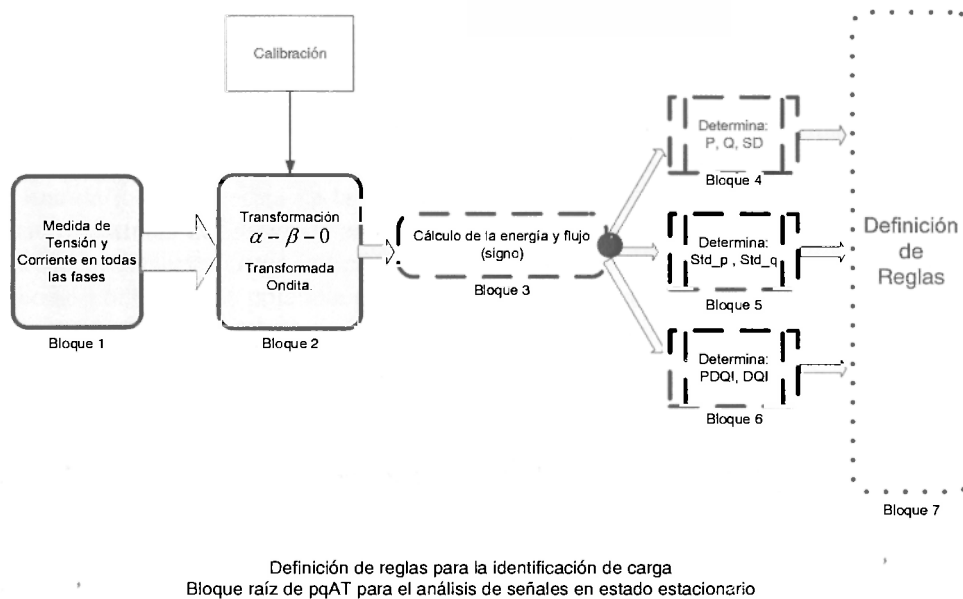 Calibración
Medida de
Tensión y
Corriente en todas
las fases
Bloque 1
Transformación
α − β − 0
Transformada
Ondita.
Bloque 2
Cálculo de la energía y flujo
(signo)
Bloque 3
Determina:
P, Q, SD
Bloque 4
Determina:
Std_p , Std_q
Bloque 5
Determina:
PDQI, DQI
Bloque 6
Definición
de
Reglas
Bloque 7
Definición de reglas para la identificación de carga
Bloque raíz de pqAT para el análisis de señales en estado estacionario